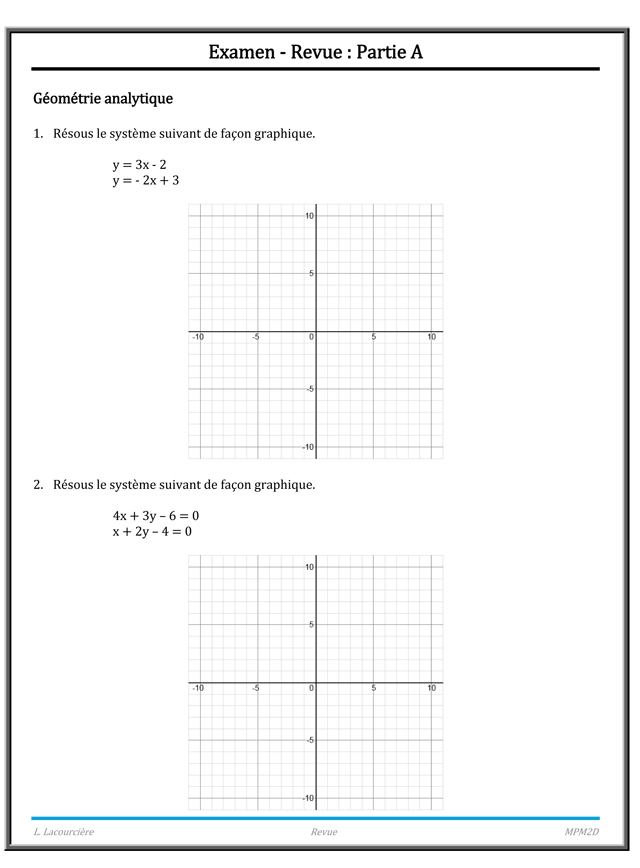 Examen - Revue : Partie A
Géométrie analytique
1. Résous le système suivant de façon graphique.
y = 3x - 2
y = - 2x + 3
10
5
-10 -5 0 5 10
-5
-10
2. Résous le système suivant de façon graphique.
4x + 3y – 6 = 0
x + 2y – 4 = 0
10
5
-10 -5 0 5 10
-5
-10
L. Lacourcière Revue MPM2D